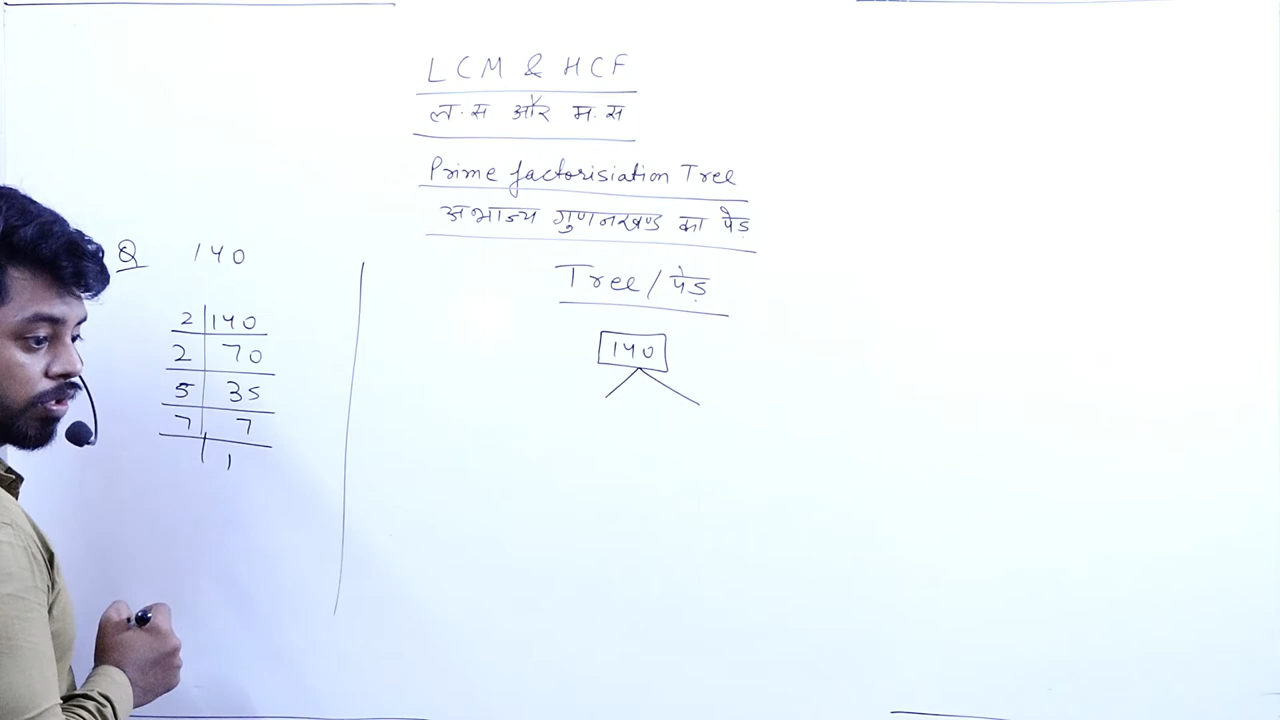 LCM & HCF
ल.स और म.स
Prime factorisiation Tree
अभाज्य गुणनखण्ड का पेड़
Q 140
2 140
2 70
5 35
7 7
1
Tree / पेड़
140